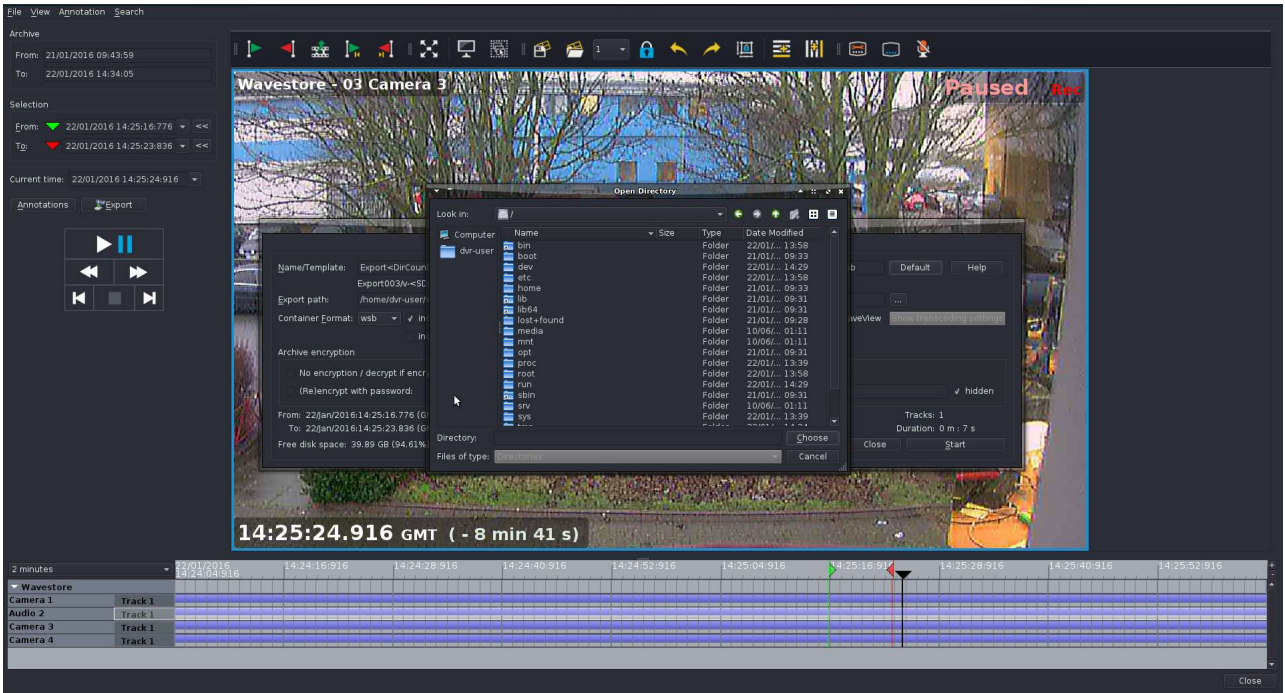 File View Annotation Search
Archive
From: 21/01/2016 09:43:59
To: 22/01/2016 14:34:05
Selection
From: 22/01/2016 14:25:16:776 <<
To: 22/01/2016 14:25:23:836 <<
Current time: 22/01/2016 14:25:24:916
Annotations Export
1
Wavestore - 03 Camera 3 Paused Rec
Open Directory
Look in: /
Computer
dvr-user
Name Size Type Date Modified
bin Folder 22/01/... 13:58
boot Folder 21/01/... 09:33
dev Folder 22/01/... 14:29
etc Folder 22/01/... 13:58
home Folder 21/01/... 09:33
lib Folder 21/01/... 09:31
lib64 Folder 21/01/... 09:31
lost+found Folder 21/01/... 09:28
media Folder 10/06/... 01:11
mnt Folder 10/06/... 01:11
opt Folder 21/01/... 09:31
proc Folder 22/01/... 13:39
root Folder 22/01/... 13:58
run Folder 22/01/... 14:29
sbin Folder 21/01/... 09:31
srv Folder 10/06/... 01:11
sys Folder 22/01/... 13:39
Directory: Choose
Files of type: Directories Cancel
Name/Template: Export<DirCoun
Export003/v-<SD
Default Help
Export path: /home/dvr-user/
...
Container Format: wsb in
in
aveView Show transcoding settings
Archive encryption
No encryption / decrypt if encr
(Re)encrypt with password: hidden
From: 22/Jan/2016:14:25:16.776 (G
To: 22/Jan/2016:14:25:23.836 (G
Free disk space: 39.89 GB (94.61%
Tracks: 1
Duration: 0 m : 7 s
Close Start
14:25:24.916 GMT ( - 8 min 41 s)
2 minutes
22/01/2016
14:24:04:916 14:24:16:916 14:24:28:916 14:24:40:916 14:24:52:916 14:25:04:916 14:25:16:916 14:25:28:916 14:25:40:916 14:25:52:916
Wavestore
Camera 1 Track 1
Audio 2 Track 1
Camera 3 Track 1
Camera 4 Track 1
Close